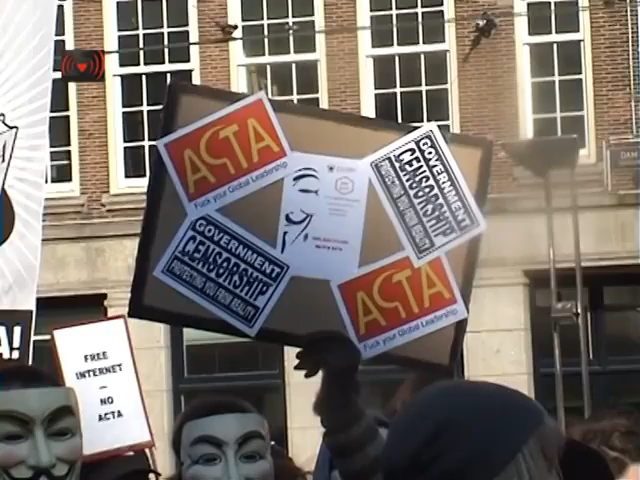 ACTA
Fuck your Global Leadership
GOVERNMENT
CENSORSHIP
PROTECTING YOU FROM REALITY
GOVERNMENT
CENSORSHIP
PROTECTING YOU FROM REALITY
ACTA
Fuck your Global Leadership
FREE
INTERNET
–
NO
ACTA
A!
DAM